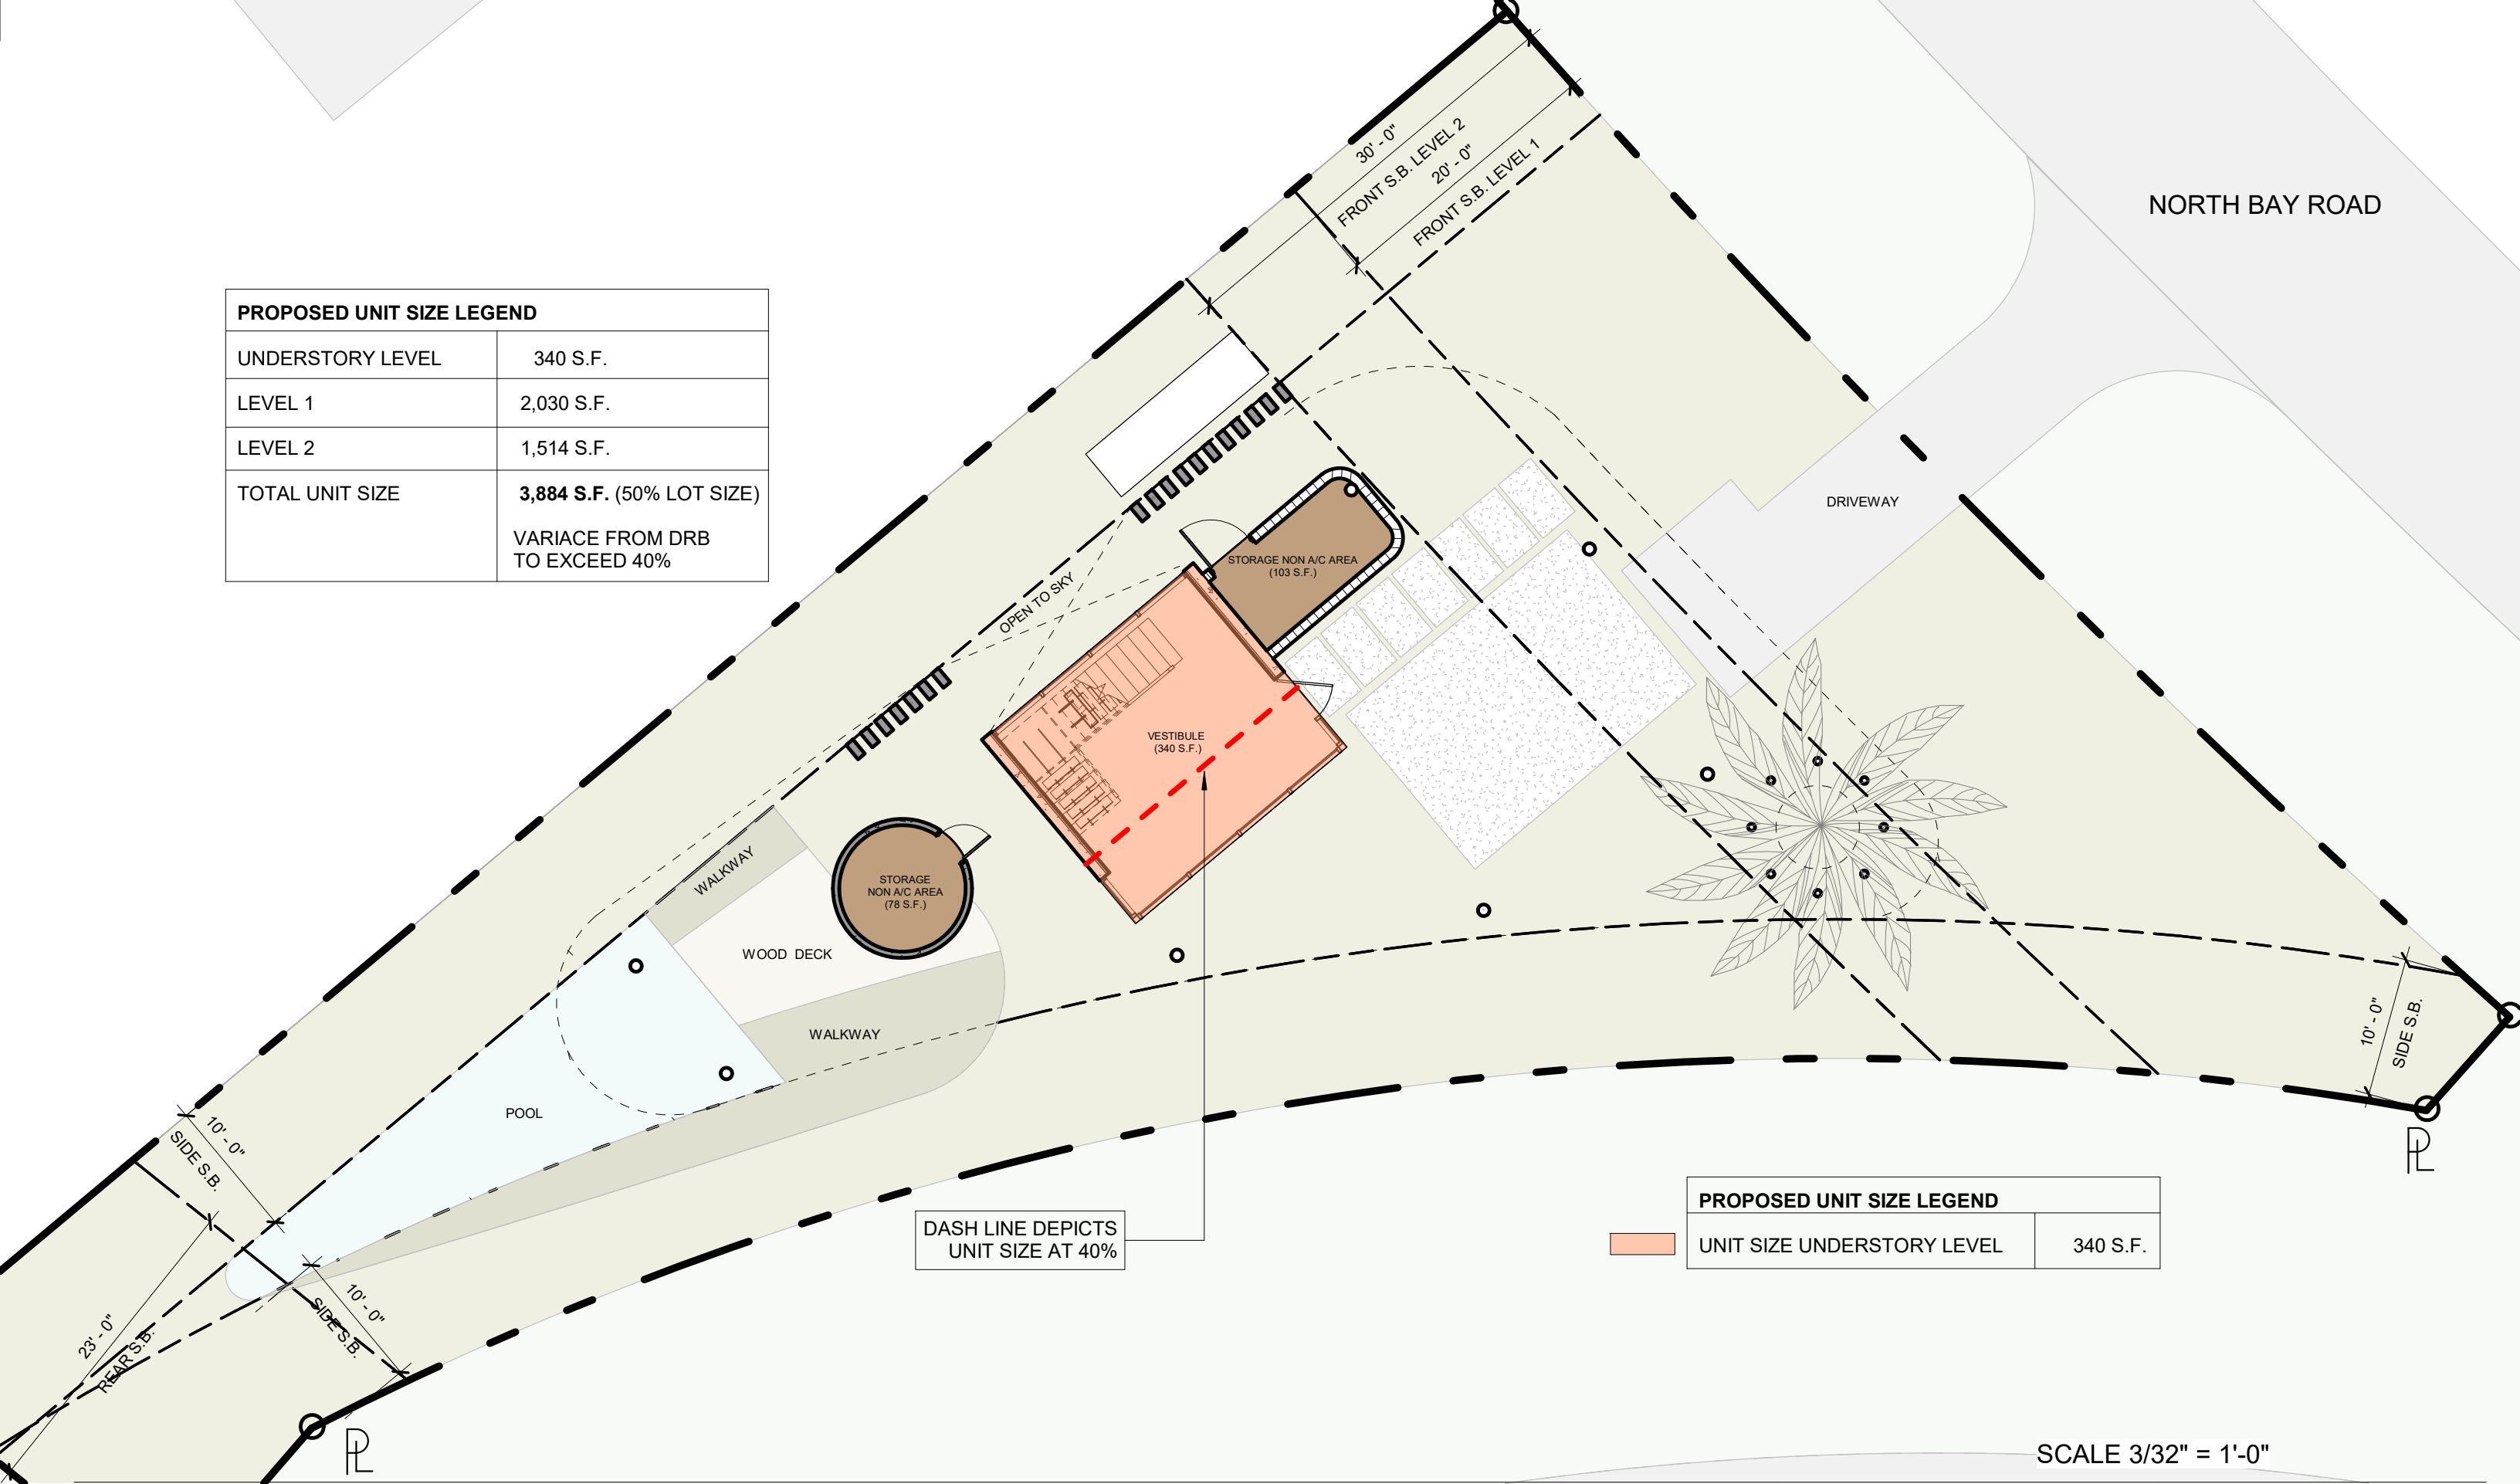 30' - 0"
FRONT S.B. LEVEL 2
20' - 0"
FRONT S.B. LEVEL 1
NORTH BAY ROAD
PROPOSED UNIT SIZE LEGEND
UNDERSTORY LEVEL 340 S.F.
LEVEL 1 2,030 S.F.
LEVEL 2 1,514 S.F.
TOTAL UNIT SIZE 3,884 S.F. (50% LOT SIZE)
VARIACE FROM DRB
TO EXCEED 40%
DRIVEWAY
STORAGE NON A/C AREA
(103 S.F.)
OPEN TO SKY
VESTIBULE
(340 S.F.)
WALKWAY
STORAGE
NON A/C AREA
(78 S.F.)
WOOD DECK
WALKWAY
POOL
10' - 0"
SIDE S.B.
10' - 0"
SIDE S.B.
10' - 0"
SIDE S.B.
23' - 0"
REAR S.B.
DASH LINE DEPICTS
UNIT SIZE AT 40%
PROPOSED UNIT SIZE LEGEND
UNIT SIZE UNDERSTORY LEVEL 340 S.F.
PL
PL
SCALE 3/32" = 1'-0"